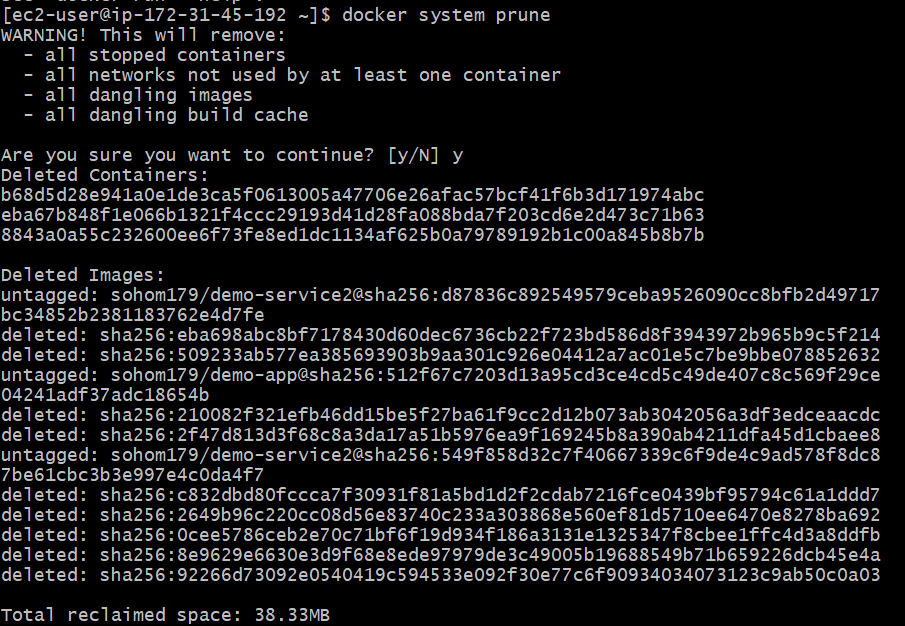 [ec2-user@ip-172-31-45-192 ~]$ docker system prune
WARNING! This will remove:
  - all stopped containers
  - all networks not used by at least one container
  - all dangling images
  - all dangling build cache

Are you sure you want to continue? [y/N] y
Deleted Containers:
b68d5d28e941a0e1de3ca5f0613005a47706e26afac57bcf41f6b3d171974abc
eba67b848f1e066b1321f4ccc29193d41d28fa088bda7f203cd6e2d473c71b63
8843a0a55c232600ee6f73fe8ed1dc1134af625b0a79789192b1c00a845b8b7b

Deleted Images:
untagged: sohom179/demo-service2@sha256:d87836c892549579ceba9526090cc8bfb2d49717
bc34852b2381183762e4d7fe
deleted: sha256:eba698abc8bf7178430d60dec6736cb22f723bd586d8f3943972b965b9c5f214
deleted: sha256:509233ab577ea385693903b9aa301c926e04412a7ac01e5c7be9bbe078852632
untagged: sohom179/demo-app@sha256:512f67c7203d13a95cd3ce4cd5c49de407c8c569f29ce
04241adf37adc18654b
deleted: sha256:210082f321efb46dd15be5f27ba61f9cc2d12b073ab3042056a3df3edceaacdc
deleted: sha256:2f47d813d3f68c8a3da17a51b5976ea9f169245b8a390ab4211dfa45d1cbaee8
untagged: sohom179/demo-service2@sha256:549f858d32c7f40667339c6f9de4c9ad578f8dc8
7be61cbc3b3e997e4c0da4f7
deleted: sha256:c832dbd80fccca7f30931f81a5bd1d2f2cdab7216fce0439bf95794c61a1ddd7
deleted: sha256:2649b96c220cc08d56e83740c233a303868e560ef81d5710ee6470e8278ba692
deleted: sha256:0cee5786ceb2e70c71bf6f19d934f186a3131e1325347f8cbee1ffc4d3a8ddfb
deleted: sha256:8e9629e6630e3d9f68e8ede97979de3c49005b19688549b71b659226dcb45e4a
deleted: sha256:92266d73092e0540419c594533e092f30e77c6f90934034073123c9ab50c0a03

Total reclaimed space: 38.33MB